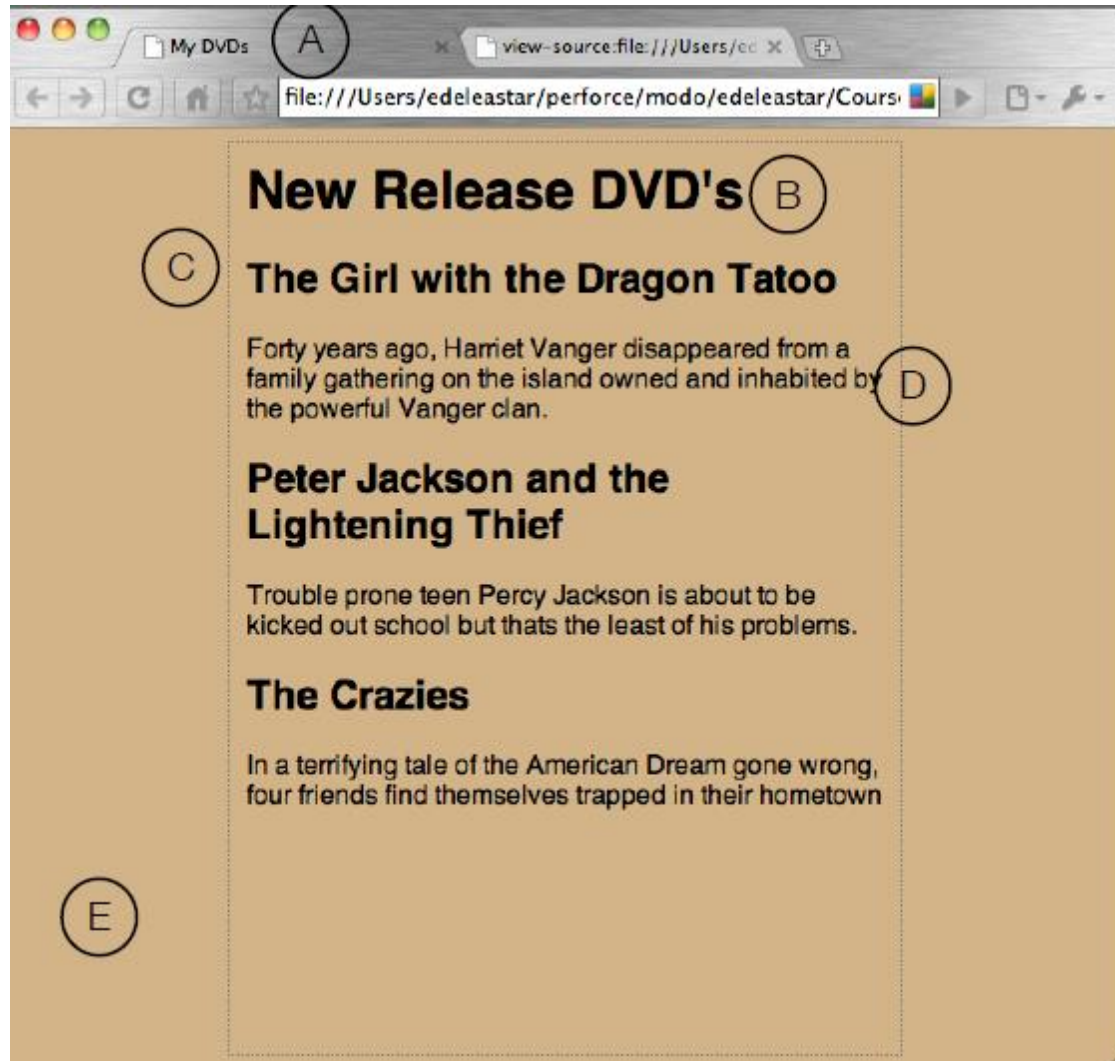 My DVDs
A
view-source:file:///Users/ed
file:///Users/edeleastar/perforce/modo/edeleastar/Cours
New Release DVD's
B
C
The Girl with the Dragon Tatoo
Forty years ago, Harriet Vanger disappeared from a
family gathering on the island owned and inhabited by
D
the powerful Vanger clan.
Peter Jackson and the
Lightening Thief
Trouble prone teen Percy Jackson is about to be
kicked out school but thats the least of his problems.
The Crazies
In a terrifying tale of the American Dream gone wrong,
four friends find themselves trapped in their hometown
E